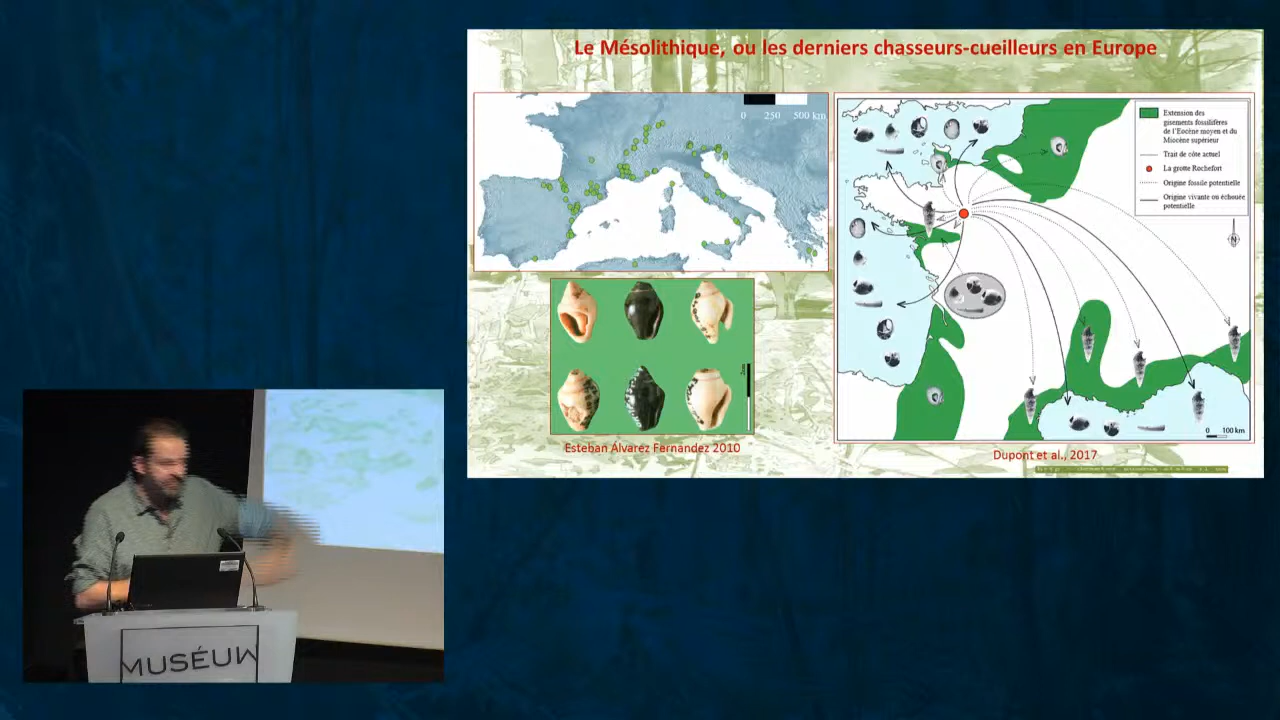 Le Mésolithique, ou les derniers chasseurs-cueilleurs en Europe
0 250 500 km
Extension des
gisements fossilifères
de l'Eocène moyen et du
Miocène supérieur
Trait de côte actuel
La grotte Rochefort
Origine fossile potentielle
Origine vivante ou échouée
potentielle
N
0 100 km
Esteban Álvarez Fernandez 2010
Dupont et al., 2017
MUSÉUM